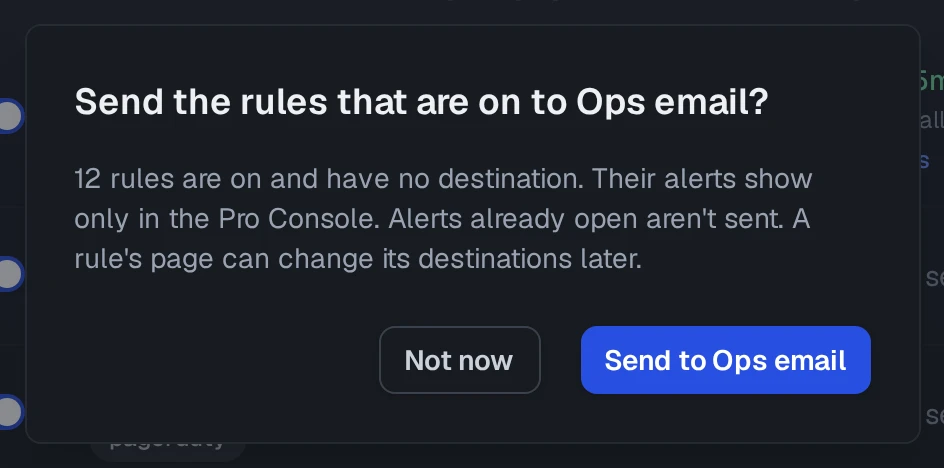 Send the rules that are on to Ops email?
12 rules are on and have no destination. Their alerts show
only in the Pro Console. Alerts already open aren't sent. A
rule's page can change its destinations later.
Not now
Send to Ops email